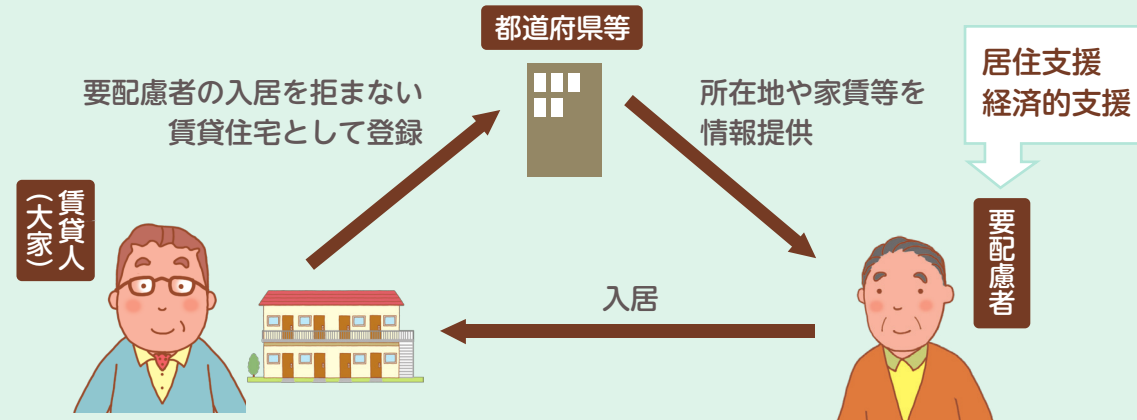 都道府県等
要配慮者の入居を拒まない
賃貸住宅として登録
所在地や家賃等を
情報提供
居住支援
経済的支援
賃貸人
（大家）
要配慮者
入居